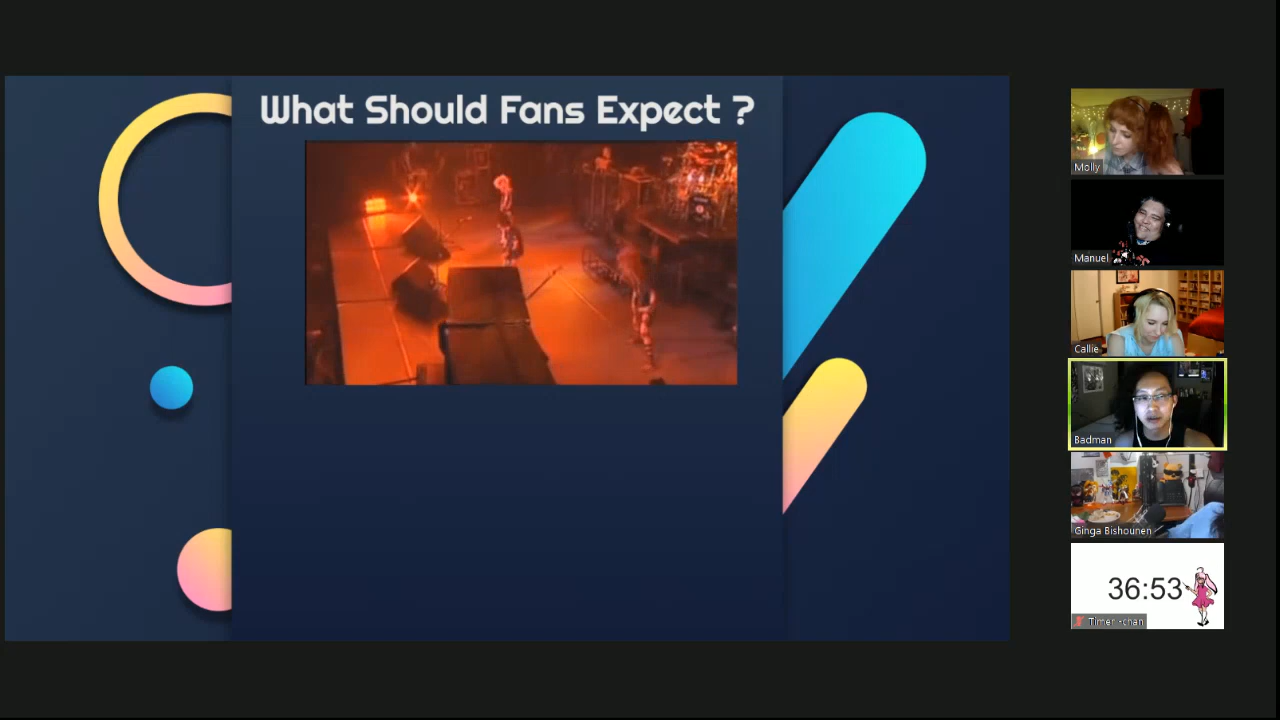 What Should Fans Expect ?
Molly
Manuel
Callie
Badman
Ginga Bishounen
36:53
Timer -chan